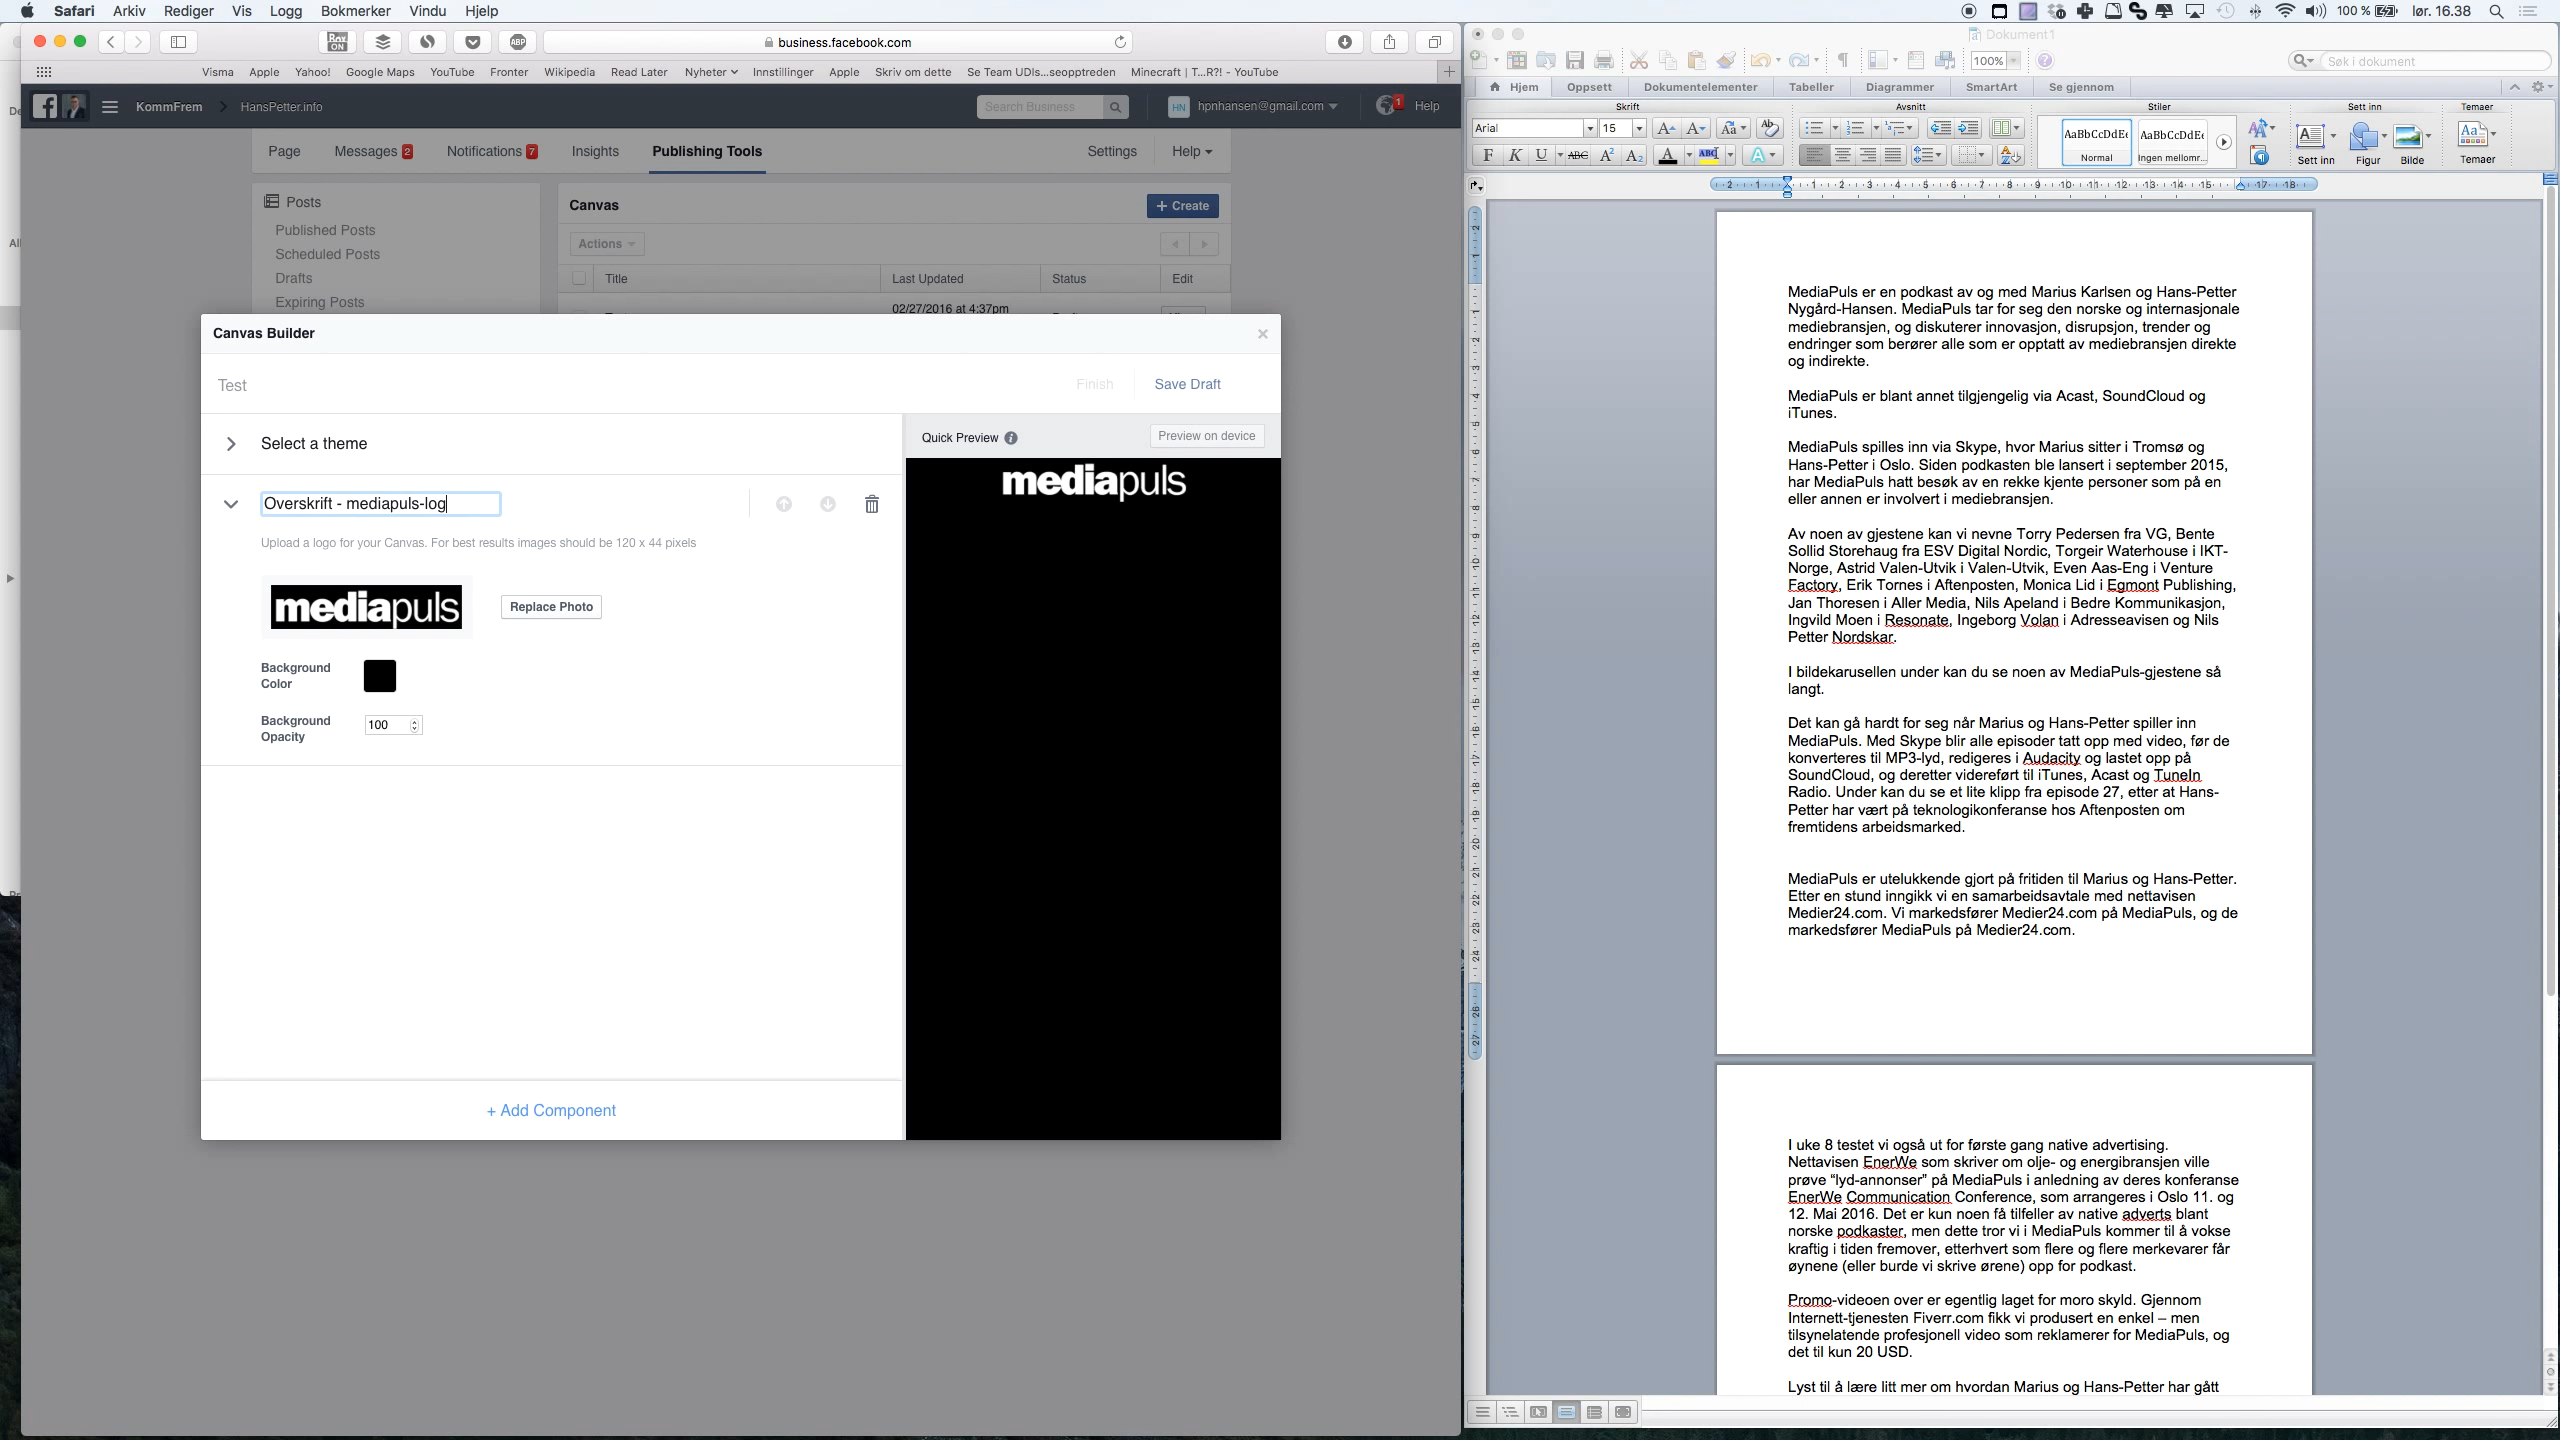 Safari Arkiv Rediger Vis Logg Bokmerker Vindu Hjelp
100 % lør. 16.38
ABP
business.facebook.com
Visma Apple Yahoo! Google Maps YouTube Fronter Wikipedia Read Later Nyheter Innstillinger Apple Skriv om dette Se Team UDIs...seopptreden Minecraft | T...R?! - YouTube
KommFrem HansPetter.info
Search Business
HN hpnhansen@gmail.com 1 Help
Page Messages 2 Notifications 7 Insights Publishing Tools Settings Help
Posts
Published Posts
Scheduled Posts
Drafts
Expiring Posts
Canvas
+ Create
Actions
Title Last Updated Status Edit
02/27/2016 at 4:37pm
Canvas Builder
Test
Finish Save Draft
Select a theme
Overskrift - mediapuls-log
Upload a logo for your Canvas. For best results images should be 120 x 44 pixels
mediapuls
Replace Photo
Background
Color
Background
Opacity
100
+ Add Component
Quick Preview
Preview on device
mediapuls
Dokument1
100%
Søk i dokument
Hjem Oppsett Dokumentelementer Tabeller Diagrammer SmartArt Se gjennom
Skrift Avsnitt Stiler Sett inn Temaer
Arial 15
AaBbCcDdEe AaBbCcDdEe
Normal Ingen mellomr...
Sett inn Figur Bilde Temaer
MediaPuls er en podkast av og med Marius Karlsen og Hans-Petter
Nygård-Hansen. MediaPuls tar for seg den norske og internasjonale
mediebransjen, og diskuterer innovasjon, disrupsjon, trender og
endringer som berører alle som er opptatt av mediebransjen direkte
og indirekte.
MediaPuls er blant annet tilgjengelig via Acast, SoundCloud og
iTunes.
MediaPuls spilles inn via Skype, hvor Marius sitter i Tromsø og
Hans-Petter i Oslo. Siden podkasten ble lansert i september 2015,
har MediaPuls hatt besøk av en rekke kjente personer som på en
eller annen er involvert i mediebransjen.
Av noen av gjestene kan vi nevne Torry Pedersen fra VG, Bente
Sollid Storehaug fra ESV Digital Nordic, Torgeir Waterhouse i IKT-
Norge, Astrid Valen-Utvik i Valen-Utvik, Even Aas-Eng i Venture
Factory, Erik Tornes i Aftenposten, Monica Lid i Egmont Publishing,
Jan Thoresen i Aller Media, Nils Apeland i Bedre Kommunikasjon,
Ingvild Moen i Resonate, Ingeborg Volan i Adresseavisen og Nils
Petter Nordskar.
I bildekarusellen under kan du se noen av MediaPuls-gjestene så
langt.
Det kan gå hardt for seg når Marius og Hans-Petter spiller inn
MediaPuls. Med Skype blir alle episoder tatt opp med video, før de
konverteres til MP3-lyd, redigeres i Audacity og lastet opp på
SoundCloud, og deretter videreført til iTunes, Acast og TuneIn
Radio. Under kan du se et lite klipp fra episode 27, etter at Hans-
Petter har vært på teknologikonferanse hos Aftenposten om
fremtidens arbeidsmarked.
MediaPuls er utelukkende gjort på fritiden til Marius og Hans-Petter.
Etter en stund inngikk vi en samarbeidsavtale med nettavisen
Medier24.com. Vi markedsfører Medier24.com på MediaPuls, og de
markedsfører MediaPuls på Medier24.com.
I uke 8 testet vi også ut for første gang native advertising.
Nettavisen EnerWe som skriver om olje- og energibransjen ville
prøve “lyd-annonser” på MediaPuls i anledning av deres konferanse
EnerWe Communication Conference, som arrangeres i Oslo 11. og
12. Mai 2016. Det er kun noen få tilfeller av native adverts blant
norske podkaster, men dette tror vi i MediaPuls kommer til å vokse
kraftig i tiden fremover, etterhvert som flere og flere merkevarer får
øynene (eller burde vi skrive ørene) opp for podkast.
Promo-videoen over er egentlig laget for moro skyld. Gjennom
Internett-tjenesten Fiverr.com fikk vi produsert en enkel – men
tilsynelatende profesjonell video som reklamerer for MediaPuls, og
det til kun 20 USD.
Lyst til å lære litt mer om hvordan Marius og Hans-Petter har gått